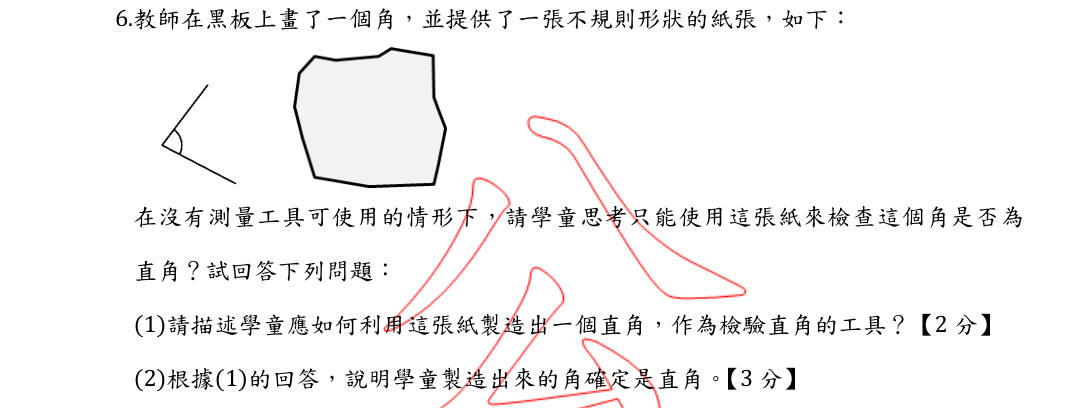 6.教師在黑板上畫了一個角，並提供了一張不規則形狀的紙張，如下：
在沒有測量工具可使用的情形下，請學童思考只能使用這張紙來檢查這個角是否為
直角？試回答下列問題：
(1)請描述學童應如何利用這張紙製造出一個直角，作為檢驗直角的工具？【2 分】
(2)根據(1)的回答，說明學童製造出來的角確定是直角。【3 分】